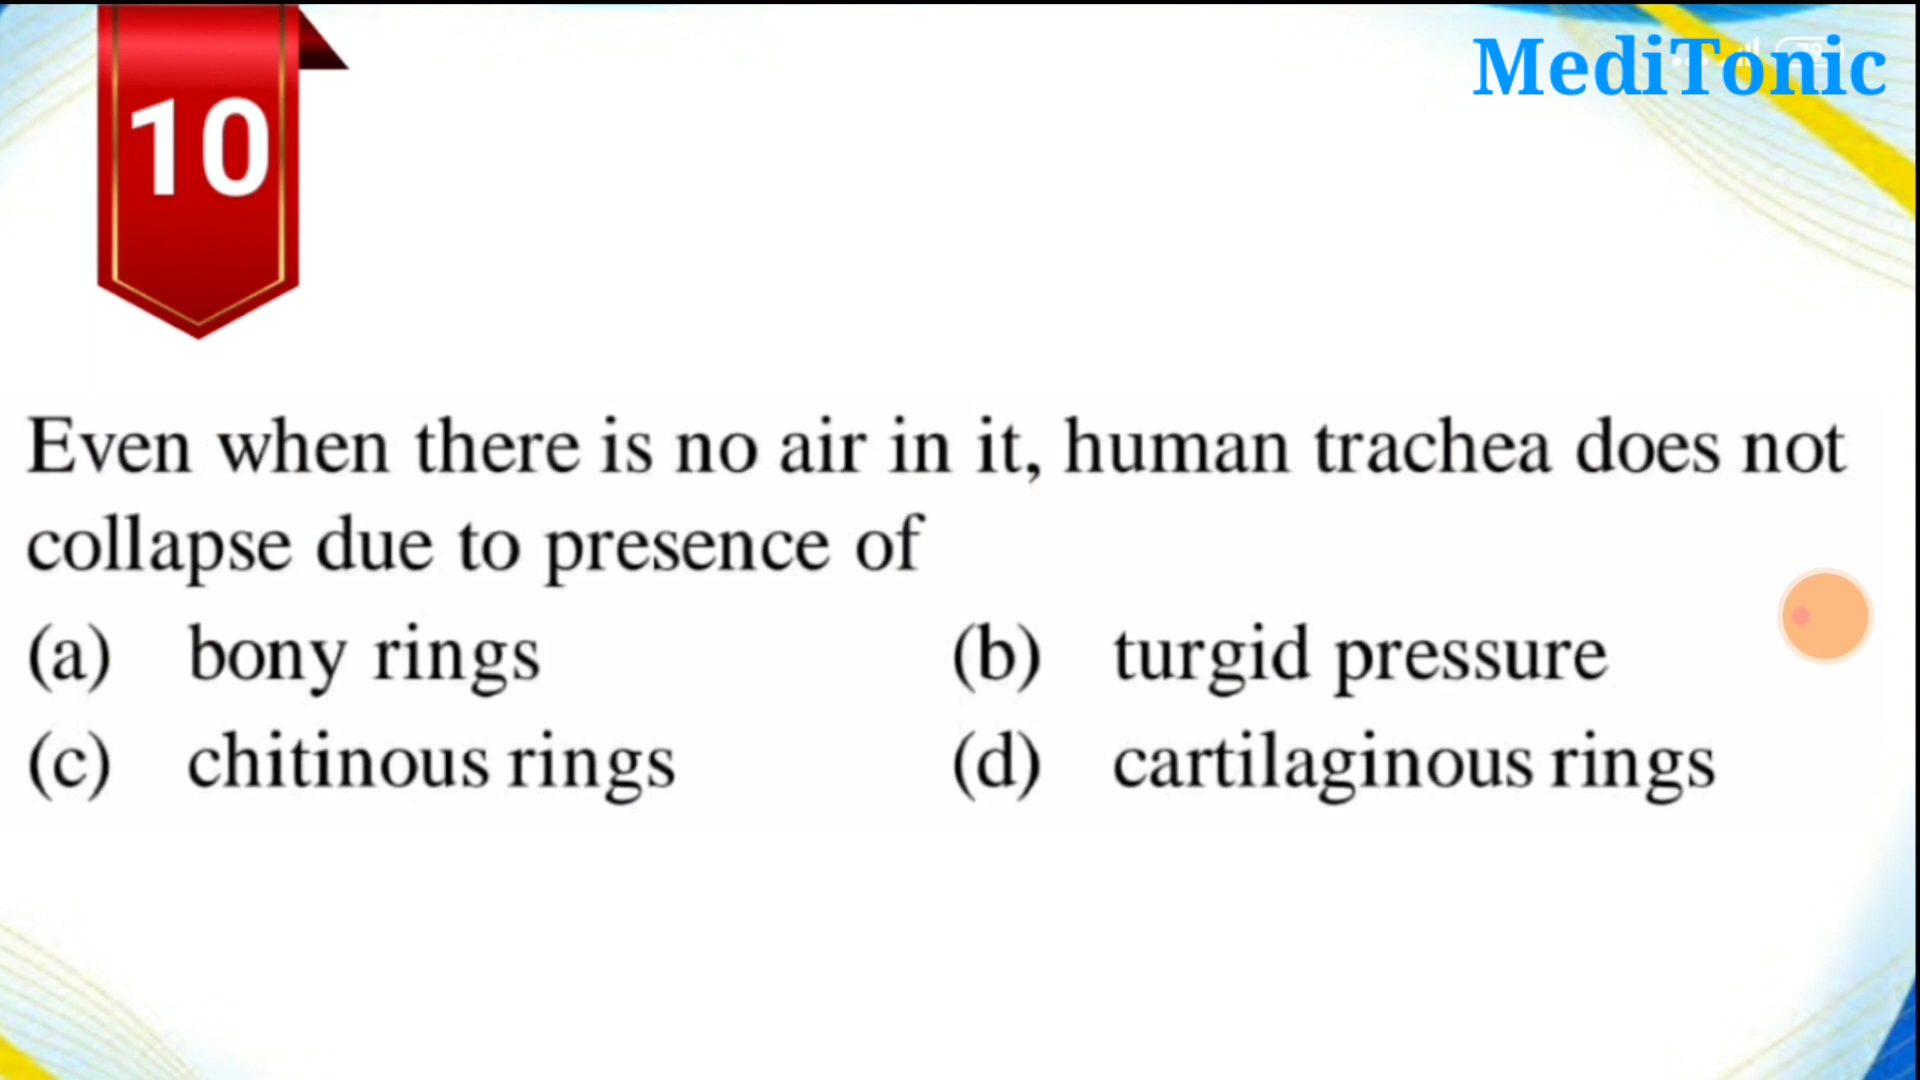 10
MediTonic
79
Even when there is no air in it, human trachea does not
collapse due to presence of
(a) bony rings (b) turgid pressure
(c) chitinous rings (d) cartilaginous rings